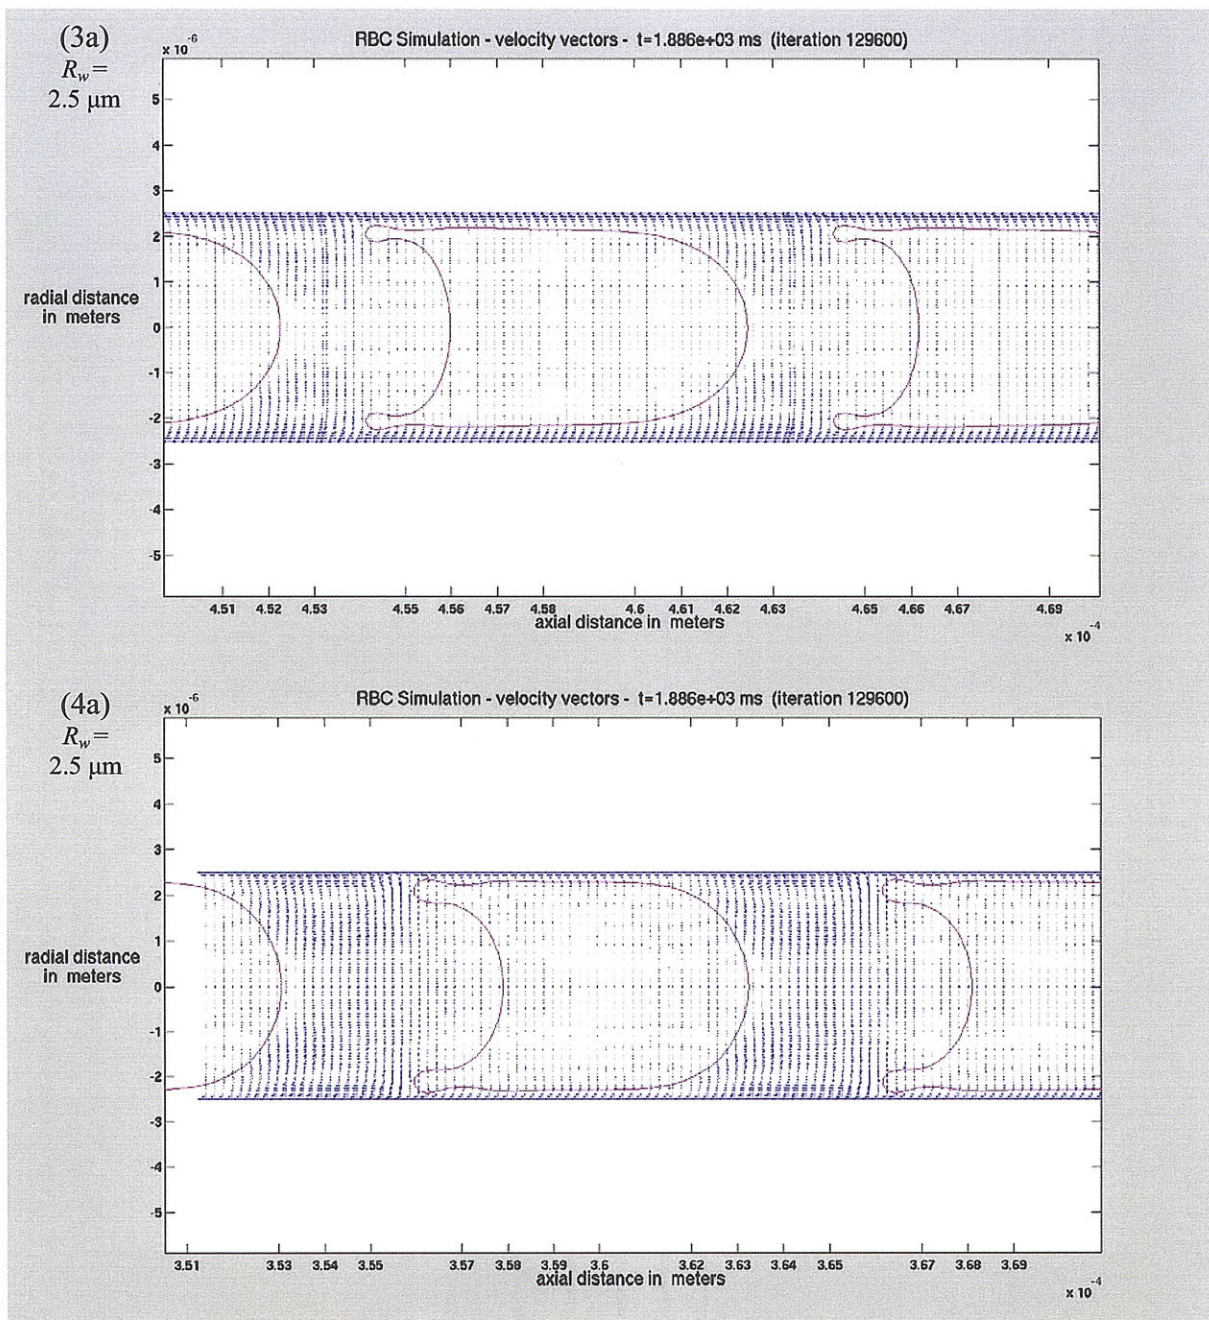 (3a)
R_w =
2.5 μm
x 10^-6
RBC Simulation - velocity vectors - t=1.886e+03 ms (iteration 129600)
5
4
3
2
1
0
-1
-2
-3
-4
-5
radial distance
in meters
4.51 4.52 4.53 4.55 4.56 4.57 4.58 4.6 4.61 4.62 4.63 4.65 4.66 4.67 4.69
axial distance in meters
x 10^-4
(4a)
R_w =
2.5 μm
x 10^-6
RBC Simulation - velocity vectors - t=1.886e+03 ms (iteration 129600)
5
4
3
2
1
0
-1
-2
-3
-4
-5
radial distance
in meters
3.51 3.53 3.54 3.55 3.57 3.58 3.59 3.6 3.62 3.63 3.64 3.65 3.67 3.68 3.69
axial distance in meters
x 10^-4